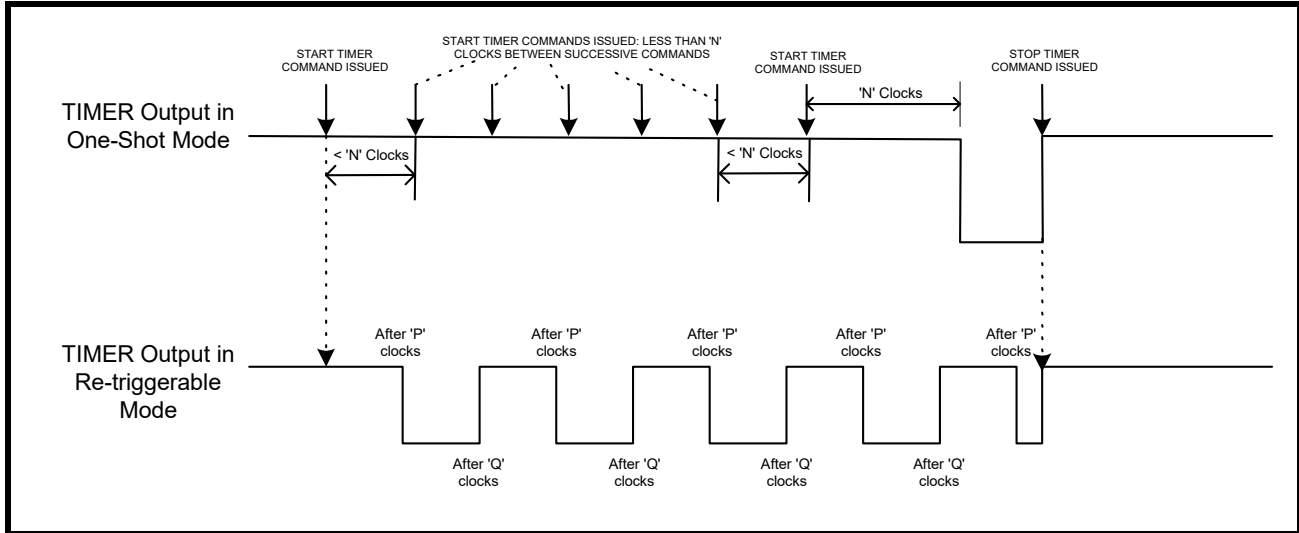 START TIMER
COMMAND ISSUED
START TIMER COMMANDS ISSUED: LESS THAN 'N'
CLOCKS BETWEEN SUCCESSIVE COMMANDS
START TIMER
COMMAND ISSUED
STOP TIMER
COMMAND ISSUED
'N' Clocks
TIMER Output in
One-Shot Mode
< 'N' Clocks
< 'N' Clocks
TIMER Output in
Re-triggerable
Mode
After 'P'
clocks
After 'P'
clocks
After 'P'
clocks
After 'P'
clocks
After 'P'
clocks
After 'Q'
clocks
After 'Q'
clocks
After 'Q'
clocks
After 'Q'
clocks